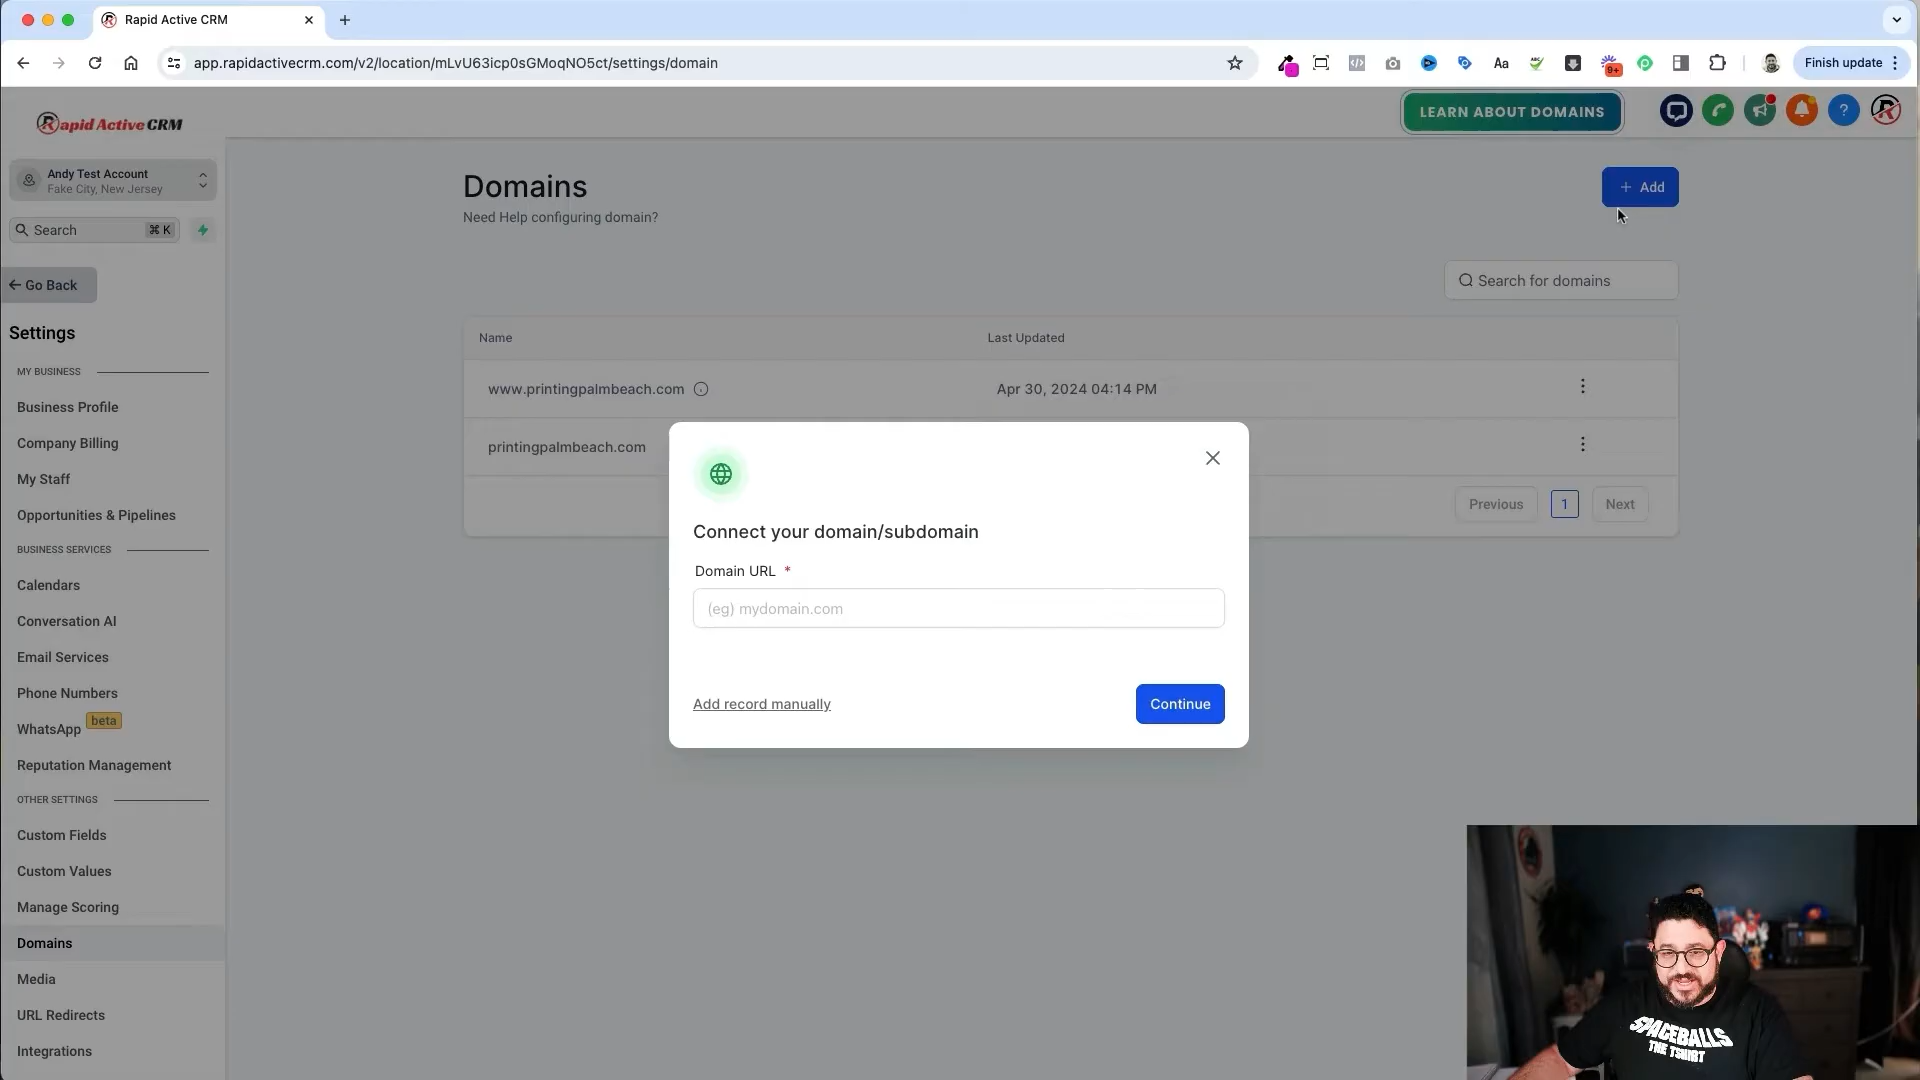 Rapid Active CRM
app.rapidactivecrm.com/v2/location/mLvU63icp0sGMoqNO5ct/settings/domain
Aa
9+
Finish update
Rapid Active CRM
LEARN ABOUT DOMAINS
Andy Test Account
Fake City, New Jersey
Search
⌘ K
Go Back
Settings
MY BUSINESS
Business Profile
Company Billing
My Staff
Opportunities & Pipelines
BUSINESS SERVICES
Calendars
Conversation AI
Email Services
Phone Numbers
WhatsApp beta
Reputation Management
OTHER SETTINGS
Custom Fields
Custom Values
Manage Scoring
Domains
Media
URL Redirects
Integrations
Domains
Need Help configuring domain?
+ Add
Search for domains
Name Last Updated
www.printingpalmbeach.com Apr 30, 2024 04:14 PM
printingpalmbeach.com
Previous 1 Next
Connect your domain/subdomain
Domain URL *
(eg) mydomain.com
Add record manually
Continue
SPACEBALLS
THE TSHIRT